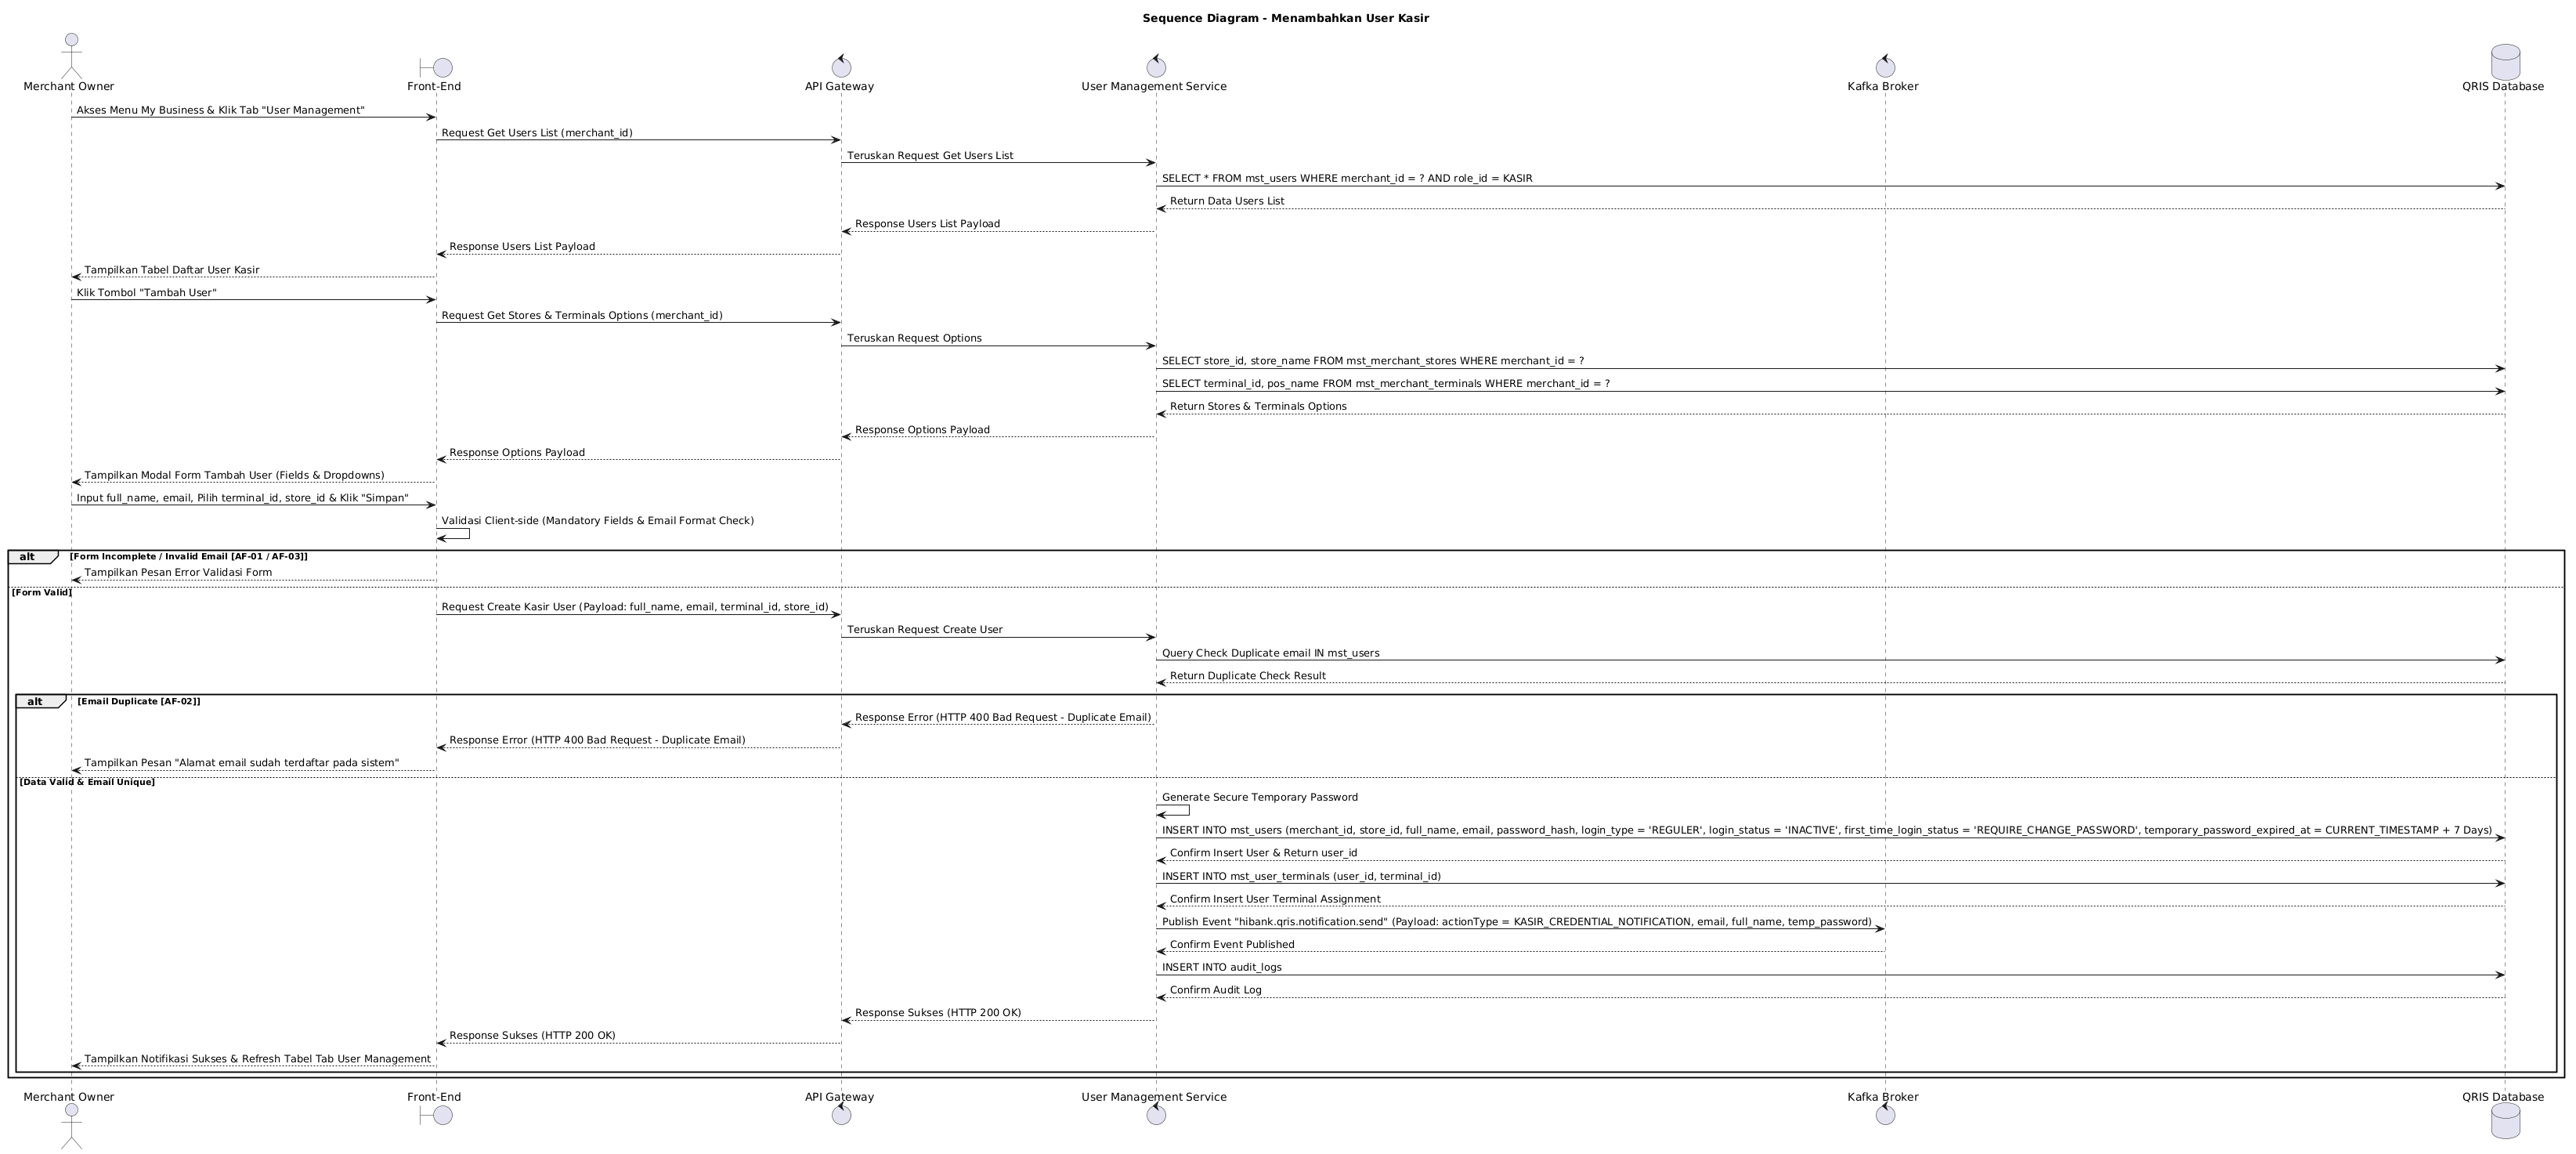 Sequence Diagram - Menambahkan User Kasir
Merchant Owner
Front-End
API Gateway
User Management Service
Kafka Broker
QRIS Database
Akses Menu My Business & Klik Tab "User Management"
Request Get Users List (merchant_id)
Teruskan Request Get Users List
SELECT * FROM mst_users WHERE merchant_id = ? AND role_id = KASIR
Return Data Users List
Response Users List Payload
Response Users List Payload
Tampilkan Tabel Daftar User Kasir
Klik Tombol "Tambah User"
Request Get Stores & Terminals Options (merchant_id)
Teruskan Request Options
SELECT store_id, store_name FROM mst_merchant_stores WHERE merchant_id = ?
SELECT terminal_id, pos_name FROM mst_merchant_terminals WHERE merchant_id = ?
Return Stores & Terminals Options
Response Options Payload
Response Options Payload
Tampilkan Modal Form Tambah User (Fields & Dropdowns)
Input full_name, email, Pilih terminal_id, store_id & Klik "Simpan"
Validasi Client-side (Mandatory Fields & Email Format Check)
alt [Form Incomplete / Invalid Email [AF-01 / AF-03]]
Tampilkan Pesan Error Validasi Form
[Form Valid]
Request Create Kasir User (Payload: full_name, email, terminal_id, store_id)
Teruskan Request Create User
Query Check Duplicate email IN mst_users
Return Duplicate Check Result
alt [Email Duplicate [AF-02]]
Response Error (HTTP 400 Bad Request - Duplicate Email)
Response Error (HTTP 400 Bad Request - Duplicate Email)
Tampilkan Pesan "Alamat email sudah terdaftar pada sistem"
[Data Valid & Email Unique]
Generate Secure Temporary Password
INSERT INTO mst_users (merchant_id, store_id, full_name, email, password_hash, login_type = 'REGULER', login_status = 'INACTIVE', first_time_login_status = 'REQUIRE_CHANGE_PASSWORD', temporary_password_expired_at = CURRENT_TIMESTAMP + 7 Days)
Confirm Insert User & Return user_id
INSERT INTO mst_user_terminals (user_id, terminal_id)
Confirm Insert User Terminal Assignment
Publish Event "hibank.qris.notification.send" (Payload: actionType = KASIR_CREDENTIAL_NOTIFICATION, email, full_name, temp_password)
Confirm Event Published
INSERT INTO audit_logs
Confirm Audit Log
Response Sukses (HTTP 200 OK)
Response Sukses (HTTP 200 OK)
Tampilkan Notifikasi Sukses & Refresh Tabel Tab User Management
Merchant Owner
Front-End
API Gateway
User Management Service
Kafka Broker
QRIS Database